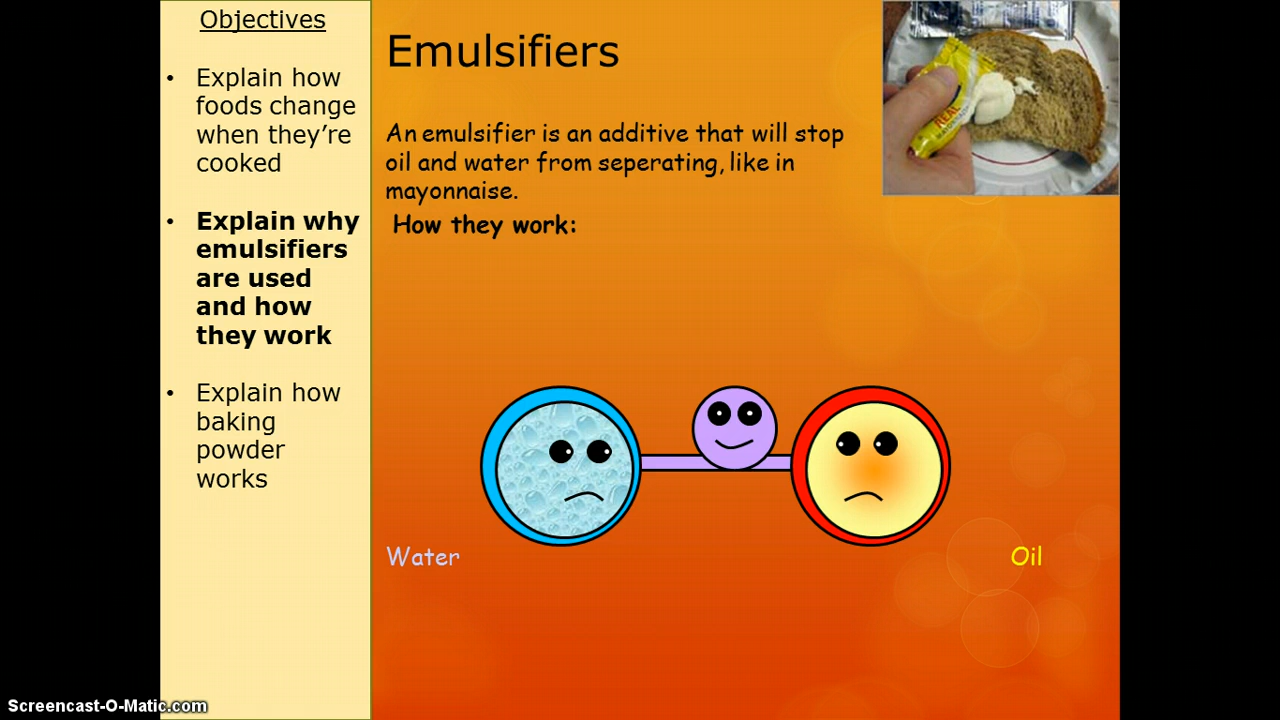 Objectives
• Explain how
foods change
when they're
cooked
• Explain why
emulsifiers
are used
and how
they work
• Explain how
baking
powder
works
Emulsifiers
An emulsifier is an additive that will stop
oil and water from seperating, like in
mayonnaise.
How they work:
REAL
Water
Oil
Screencast-O-Matic.com